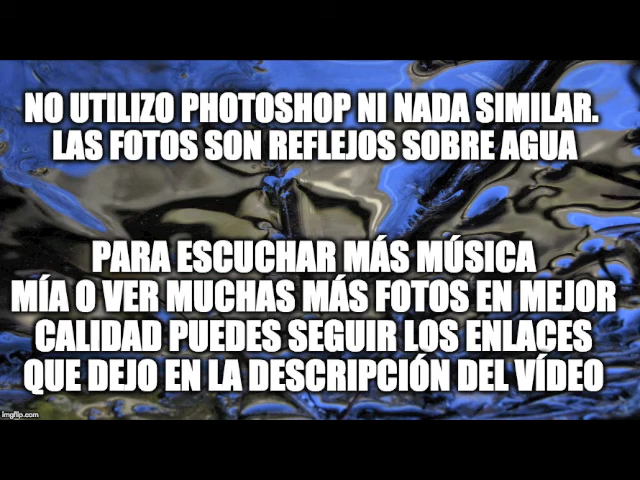 NO UTILIZO PHOTOSHOP NI NADA SIMILAR.
LAS FOTOS SON REFLEJOS SOBRE AGUA
PARA ESCUCHAR MÁS MÚSICA
MÍA O VER MUCHAS MÁS FOTOS EN MEJOR
CALIDAD PUEDES SEGUIR LOS ENLACES
QUE DEJO EN LA DESCRIPCIÓN DEL VÍDEO
imgflip.com